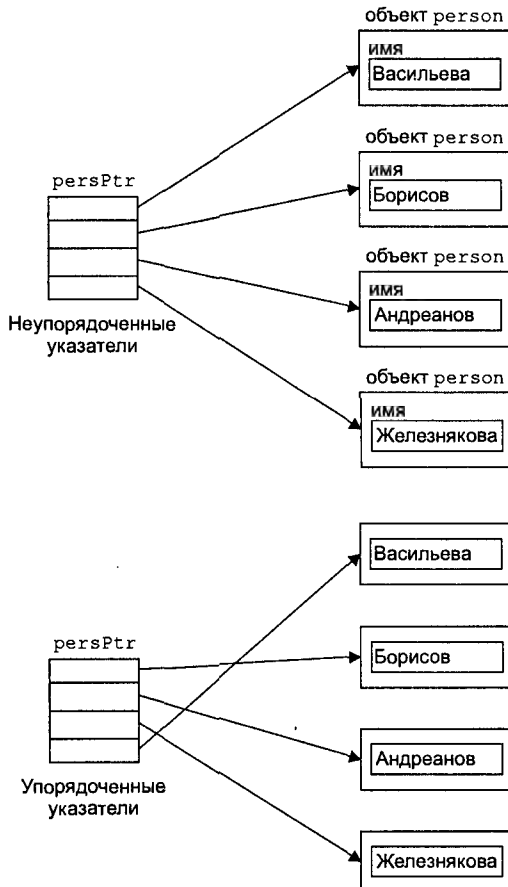 объект person
имя
Васильева
объект person
имя
Борисов
persPtr
объект person
имя
Андреанов
Неупорядоченные
указатели
объект person
имя
Железнякова
Васильева
persPtr
Борисов
Андреанов
Упорядоченные
указатели
Железнякова